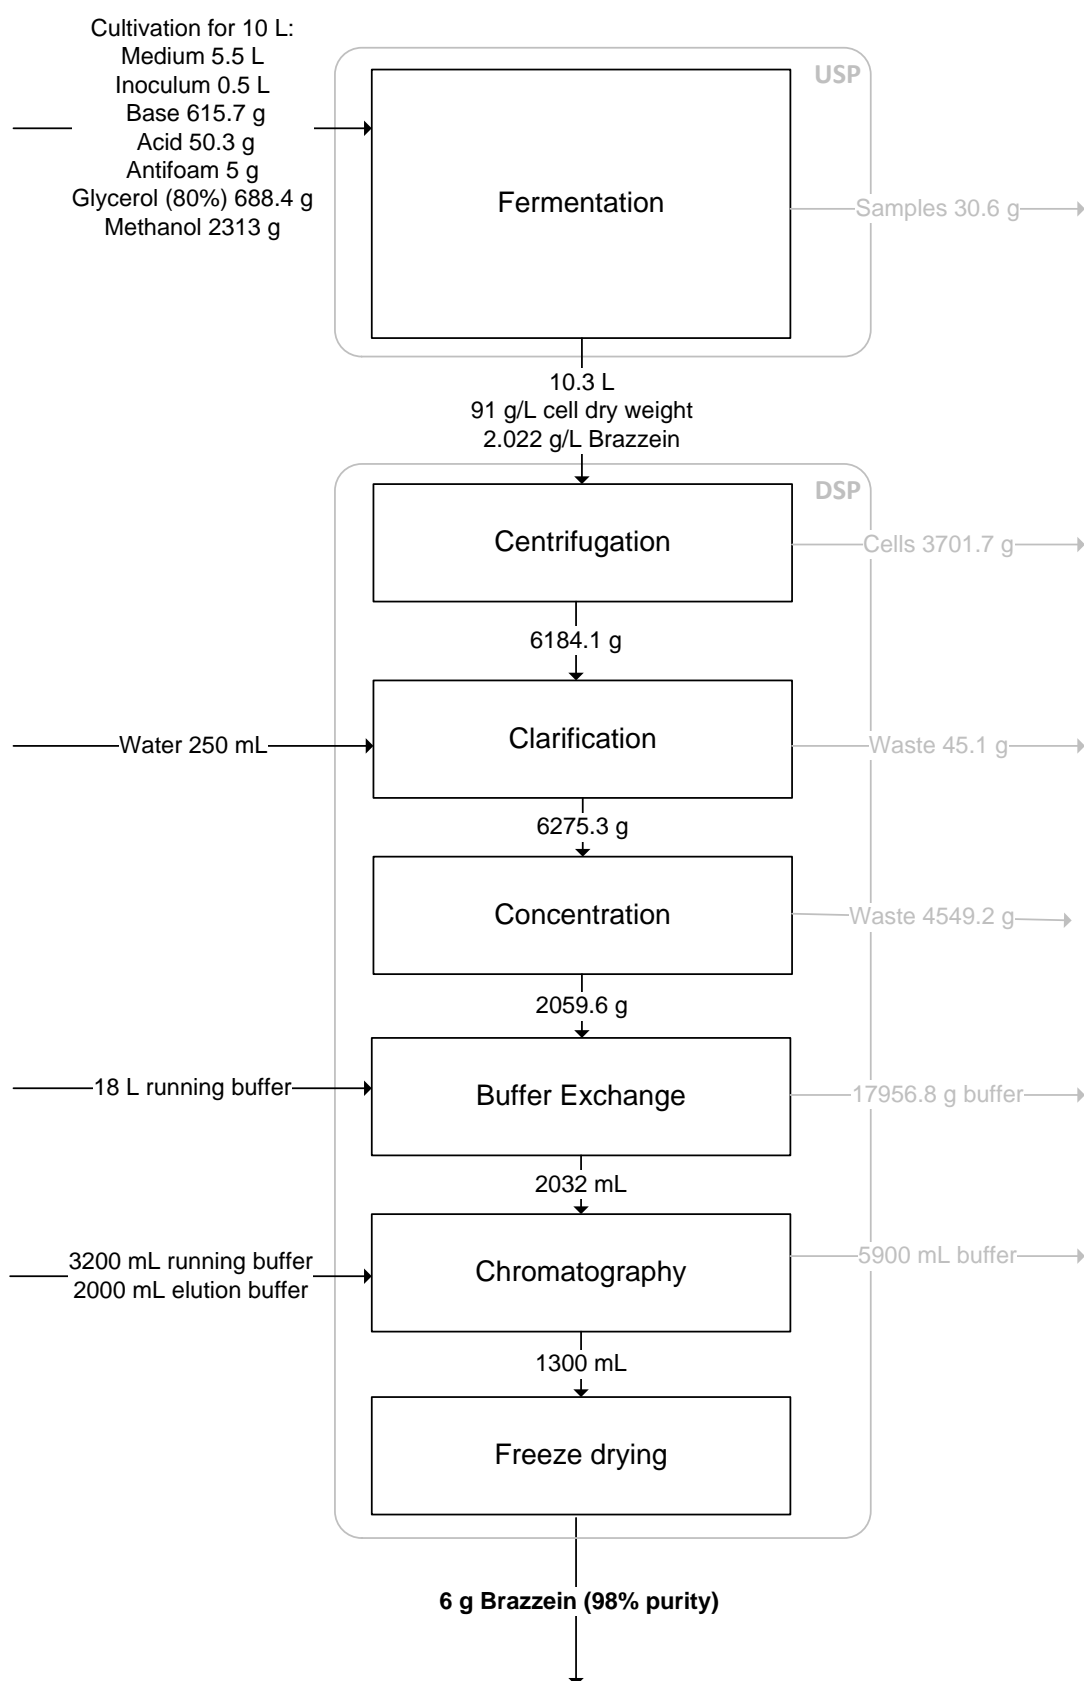 Cultivation for 10 L:
Medium 5.5 L
Inoculum 0.5 L
Base 615.7 g
Acid 50.3 g
Antifoam 5 g
Glycerol (80%) 688.4 g
Methanol 2313 g
USP
Fermentation
Samples 30.6 g
10.3 L
91 g/L cell dry weight
2.022 g/L Brazzein
DSP
Centrifugation
Cells 3701.7 g
6184.1 g
Water 250 mL
Clarification
Waste 45.1 g
6275.3 g
Concentration
Waste 4549.2 g
2059.6 g
18 L running buffer
Buffer Exchange
17956.8 g buffer
2032 mL
3200 mL running buffer
2000 mL elution buffer
Chromatography
5900 mL buffer
1300 mL
Freeze drying
6 g Brazzein (98% purity)